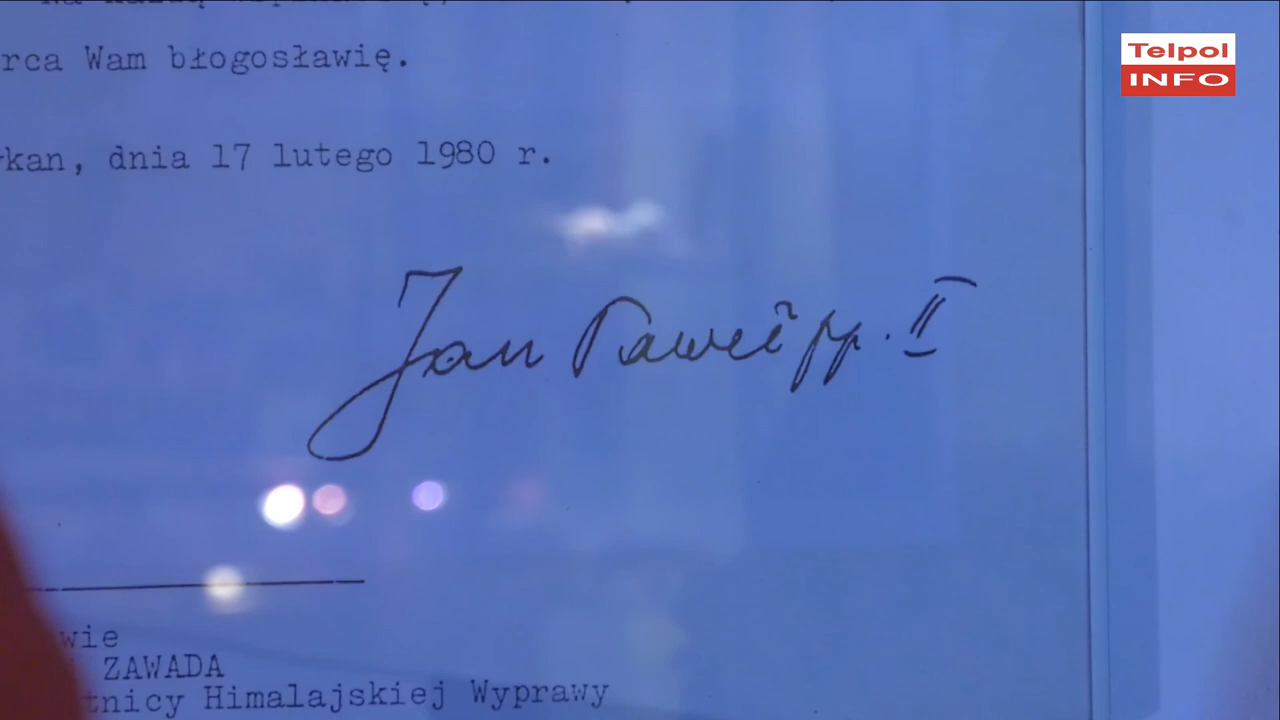 rca Wam błogosławię.
Telpol
INFO
kan, dnia 17 lutego 1980 r.
Jan Paweł pp. II
wie
ZAWADA
tnicy Himalajskiej Wyprawy